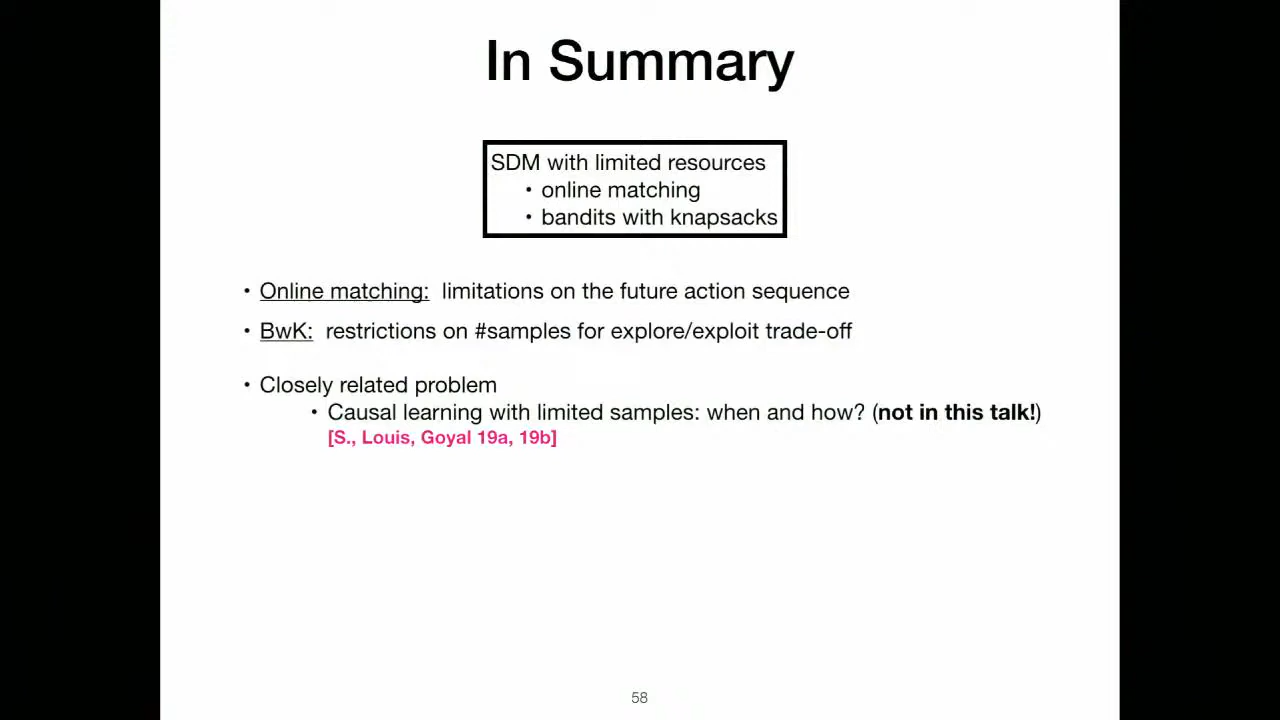 In Summary
SDM with limited resources
• online matching
• bandits with knapsacks
• Online matching: limitations on the future action sequence
• BwK: restrictions on #samples for explore/exploit trade-off
• Closely related problem
• Causal learning with limited samples: when and how? (not in this talk!)
[S., Louis, Goyal 19a, 19b]
58